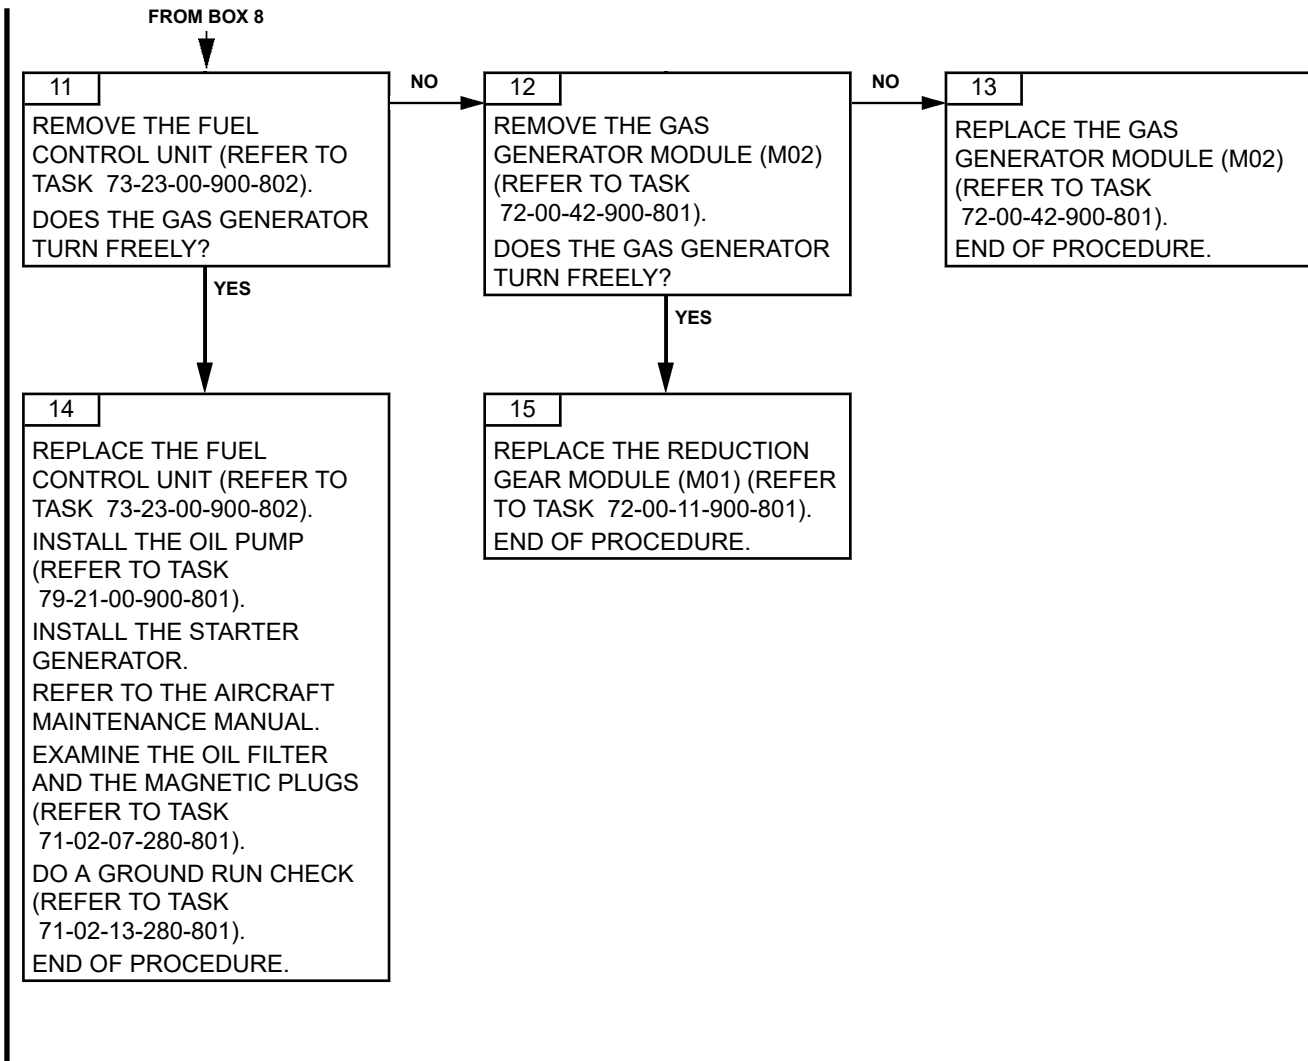 FROM BOX 8
11
REMOVE THE FUEL
CONTROL UNIT (REFER TO
TASK 73-23-00-900-802).
DOES THE GAS GENERATOR
TURN FREELY?
NO
12
REMOVE THE GAS
GENERATOR MODULE (M02)
(REFER TO TASK
72-00-42-900-801).
DOES THE GAS GENERATOR
TURN FREELY?
NO
13
REPLACE THE GAS
GENERATOR MODULE (M02)
(REFER TO TASK
72-00-42-900-801).
END OF PROCEDURE.
YES
YES
14
REPLACE THE FUEL
CONTROL UNIT (REFER TO
TASK 73-23-00-900-802).
INSTALL THE OIL PUMP
(REFER TO TASK
79-21-00-900-801).
INSTALL THE STARTER
GENERATOR.
REFER TO THE AIRCRAFT
MAINTENANCE MANUAL.
EXAMINE THE OIL FILTER
AND THE MAGNETIC PLUGS
(REFER TO TASK
71-02-07-280-801).
DO A GROUND RUN CHECK
(REFER TO TASK
71-02-13-280-801).
END OF PROCEDURE.
15
REPLACE THE REDUCTION
GEAR MODULE (M01) (REFER
TO TASK 72-00-11-900-801).
END OF PROCEDURE.